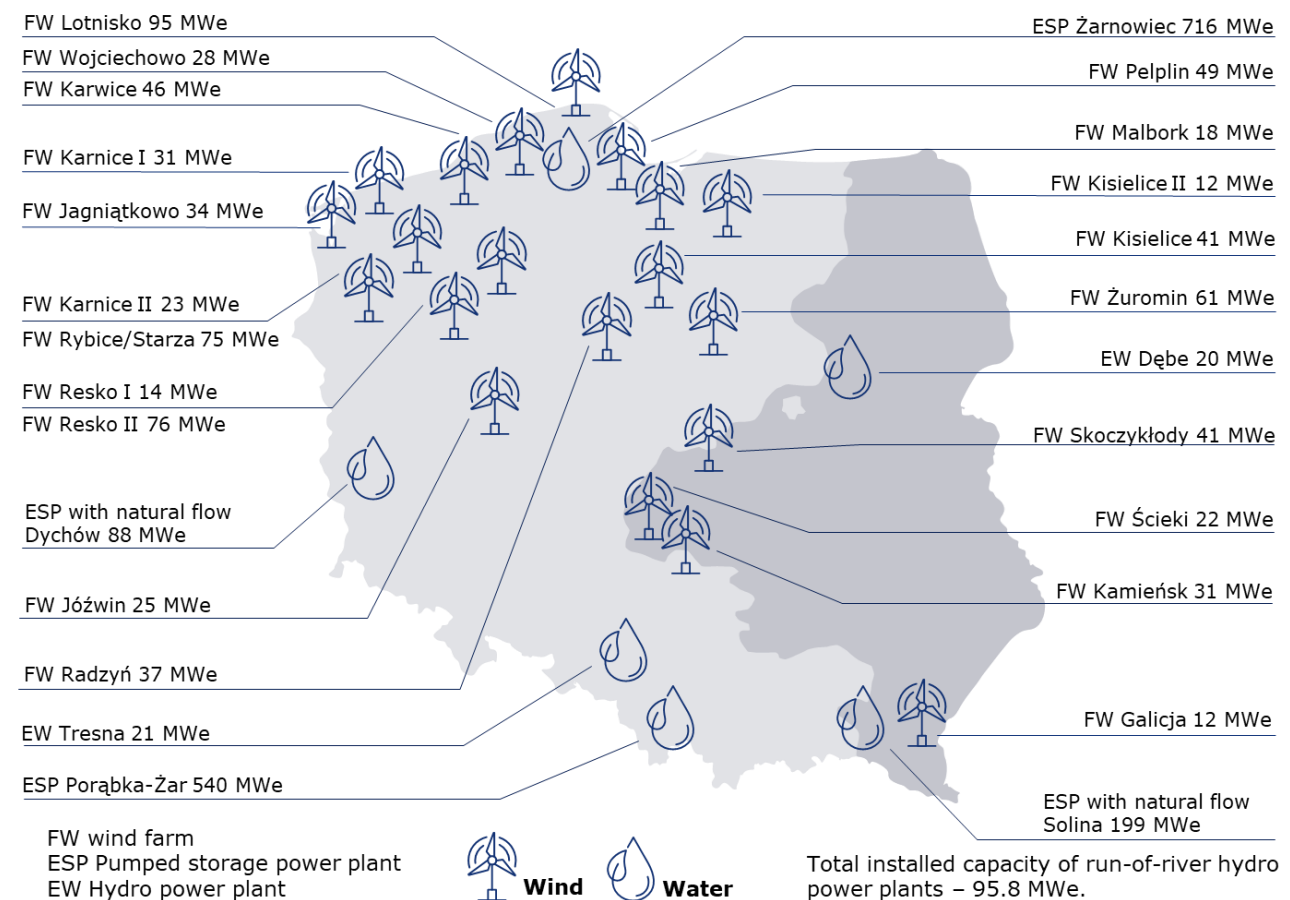 FW Lotnisko 95 MWe
FW Wojciechowo 28 MWe
FW Karwice 46 MWe
FW Karnice I 31 MWe
FW Jagniątkowo 34 MWe
FW Karnice II 23 MWe
FW Rybice/Starza 75 MWe
FW Resko I 14 MWe
FW Resko II 76 MWe
ESP with natural flow
Dychów 88 MWe
FW Jóźwin 25 MWe
FW Radzyń 37 MWe
EW Tresna 21 MWe
ESP Porąbka-Żar 540 MWe
ESP Żarnowiec 716 MWe
FW Pelplin 49 MWe
FW Malbork 18 MWe
FW Kisielice II 12 MWe
FW Kisielice 41 MWe
FW Żuromin 61 MWe
EW Dębe 20 MWe
FW Skoczykłody 41 MWe
FW Ścieki 22 MWe
FW Kamieńsk 31 MWe
FW Galicja 12 MWe
ESP with natural flow
Solina 199 MWe
FW wind farm
ESP Pumped storage power plant
EW Hydro power plant
Wind
Water
Total installed capacity of run-of-river hydro
power plants – 95.8 MWe.